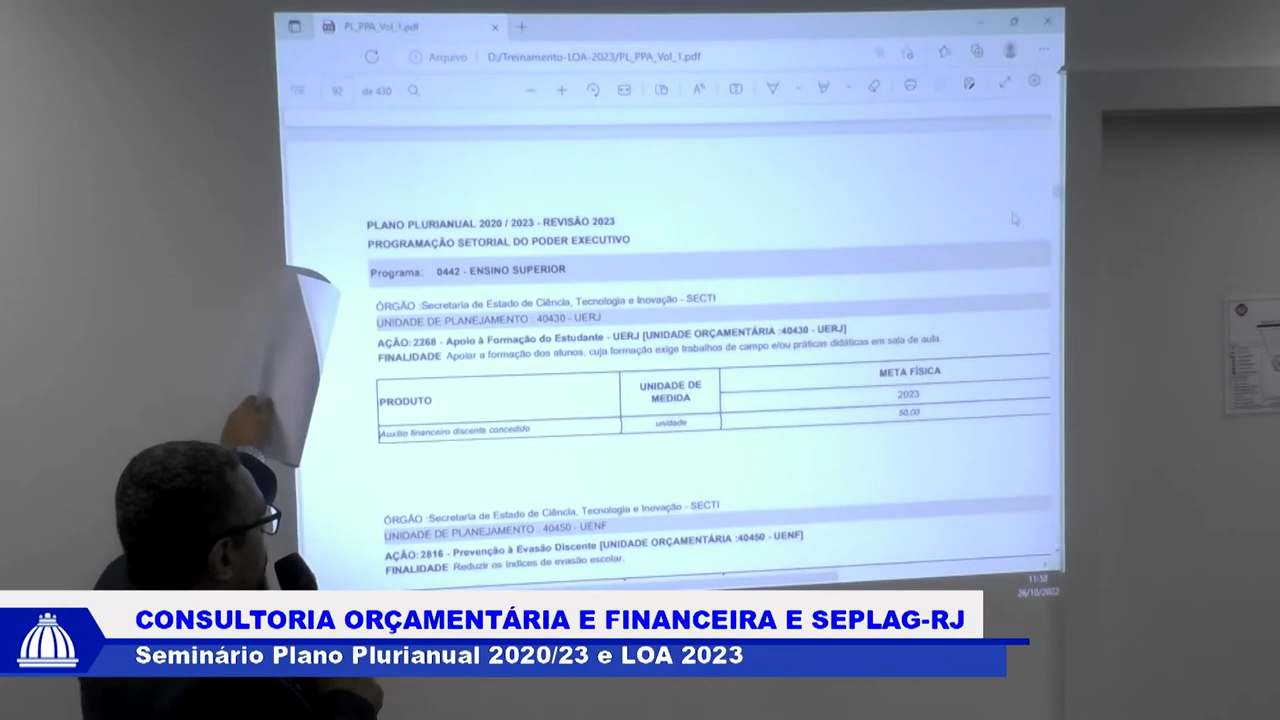 PL_PPA_Vol_1.pdf
Arquivo D:/Treinamento-LOA-2023/PL_PPA_Vol_1.pdf
92 de 430
PLANO PLURIANUAL 2020 / 2023 - REVISÃO 2023
PROGRAMAÇÃO SETORIAL DO PODER EXECUTIVO
Programa: 0442 - ENSINO SUPERIOR
ÓRGÃO :Secretaria de Estado de Ciência, Tecnologia e Inovação - SECTI
UNIDADE DE PLANEJAMENTO : 40430 - UERJ
AÇÃO: 2268 - Apoio à Formação do Estudante - UERJ [UNIDADE ORÇAMENTÁRIA :40430 - UERJ]
FINALIDADE Apoiar a formação dos alunos, cuja formação exige trabalhos de campo e/ou práticas didáticas em sala de aula.
PRODUTO
UNIDADE DE MEDIDA
META FÍSICA
2023
Auxílio financeiro discente concedido unidade 50,00
ÓRGÃO :Secretaria de Estado de Ciência, Tecnologia e Inovação - SECTI
UNIDADE DE PLANEJAMENTO : 40450 - UENF
AÇÃO: 2816 - Prevenção à Evasão Discente [UNIDADE ORÇAMENTÁRIA :40450 - UENF]
FINALIDADE Reduzir os índices de evasão escolar.
11:50
26/10/2022
CONSULTORIA ORÇAMENTÁRIA E FINANCEIRA E SEPLAG-RJ
Seminário Plano Plurianual 2020/23 e LOA 2023